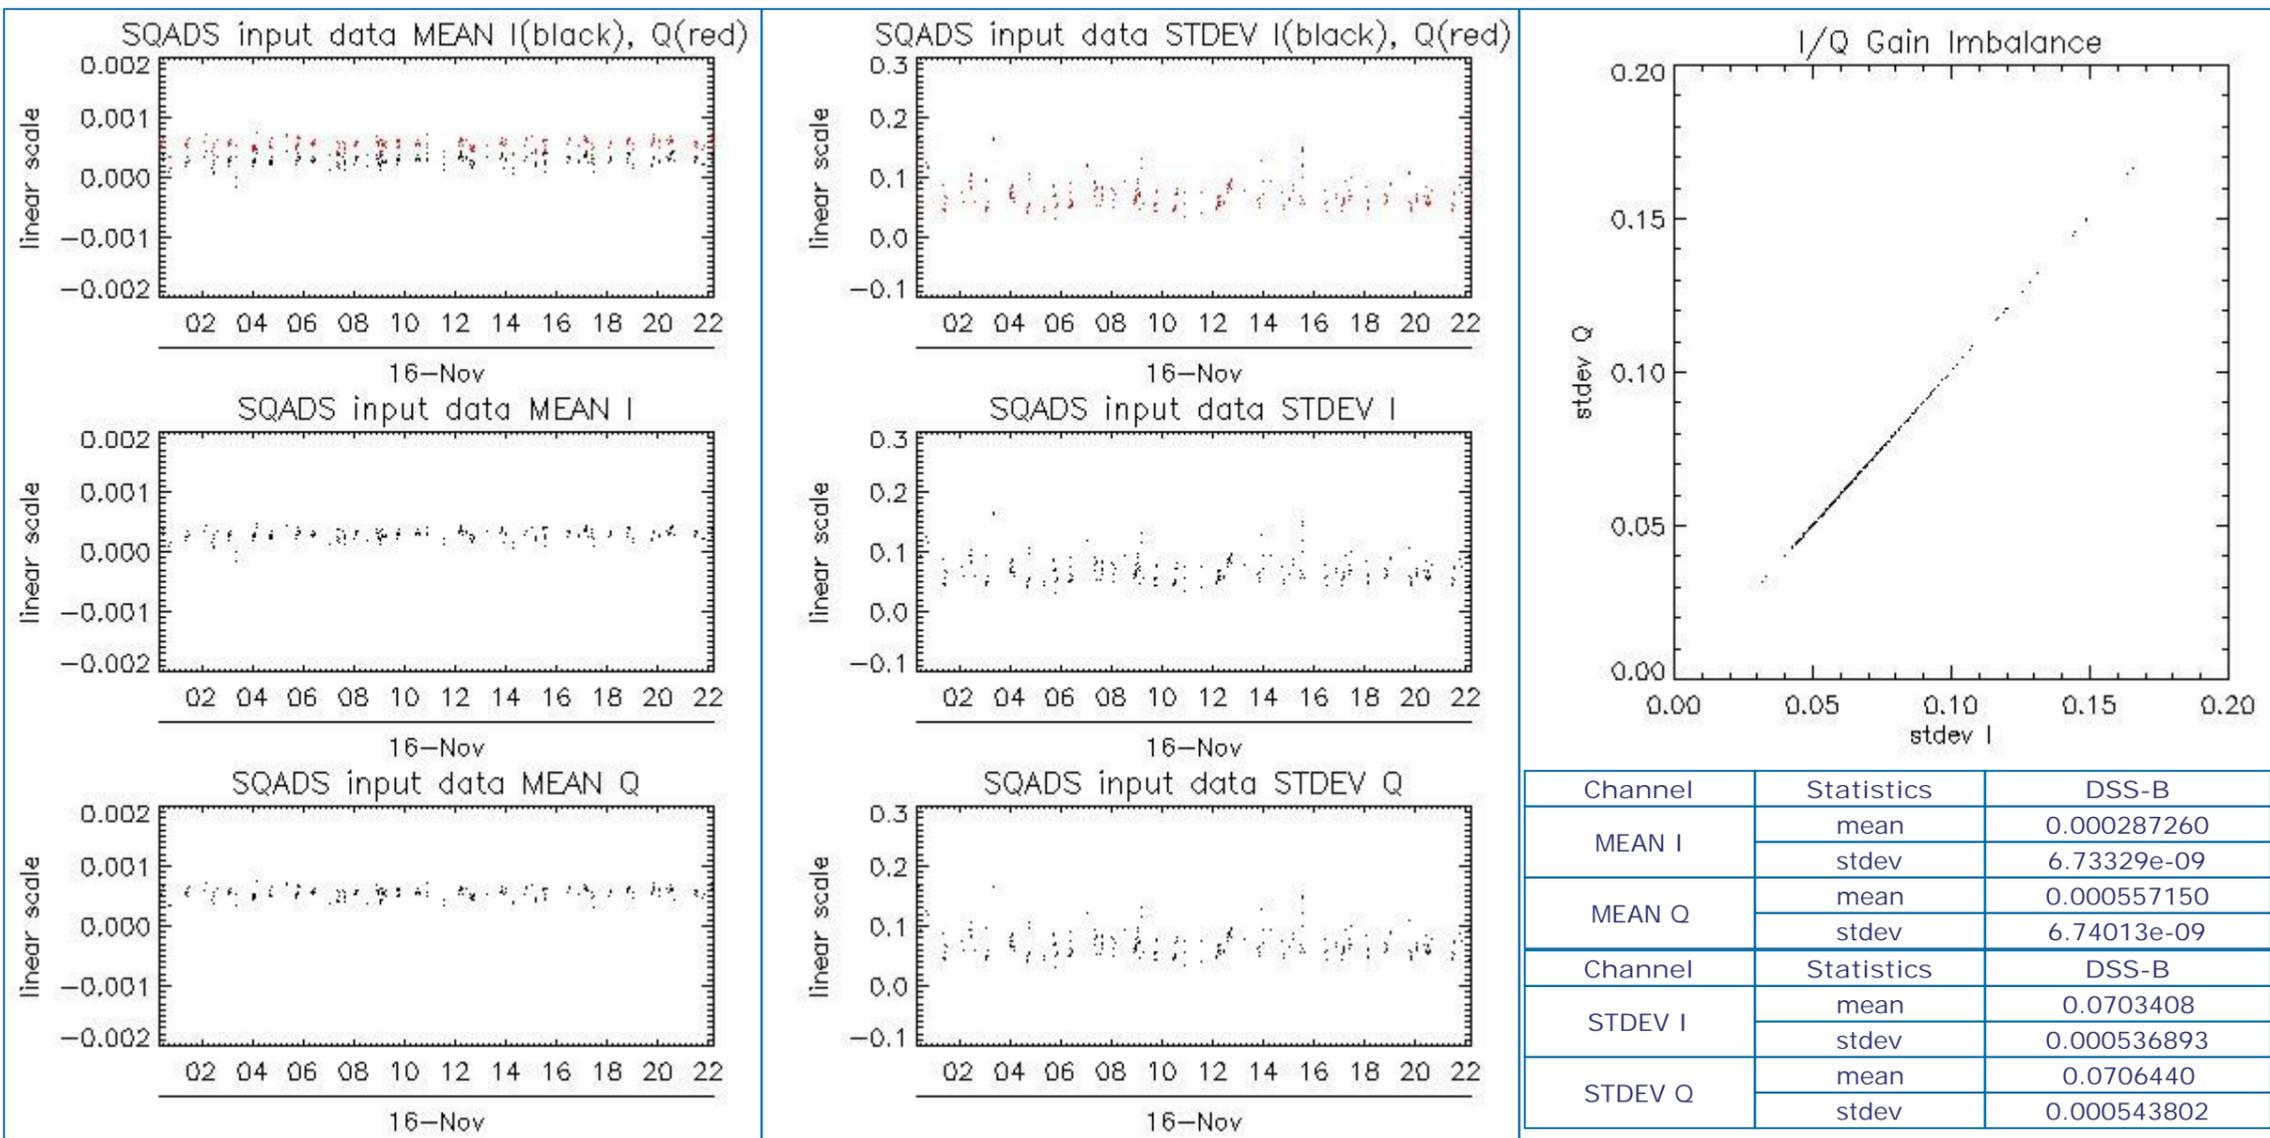 SQADS input data MEAN I(black), Q(red)
0.002
0.001
0.000
−0.001
−0.002
linear scale
02 04 06 08 10 12 14 16 18 20 22
16−Nov
SQADS input data MEAN I
0.002
0.001
0.000
−0.001
−0.002
linear scale
02 04 06 08 10 12 14 16 18 20 22
16−Nov
SQADS input data MEAN Q
0.002
0.001
0.000
−0.001
−0.002
linear scale
02 04 06 08 10 12 14 16 18 20 22
16−Nov
SQADS input data STDEV I(black), Q(red)
0.3
0.2
0.1
0.0
−0.1
linear scale
02 04 06 08 10 12 14 16 18 20 22
16−Nov
SQADS input data STDEV I
0.3
0.2
0.1
0.0
−0.1
linear scale
02 04 06 08 10 12 14 16 18 20 22
16−Nov
SQADS input data STDEV Q
0.3
0.2
0.1
0.0
−0.1
linear scale
02 04 06 08 10 12 14 16 18 20 22
16−Nov
I/Q Gain Imbalance
0.20
0.15
0.10
0.05
0.00
stdev Q
0.00 0.05 0.10 0.15 0.20
stdev I
Channel Statistics DSS-B
MEAN I mean 0.000287260
stdev 6.73329e-09
MEAN Q mean 0.000557150
stdev 6.74013e-09
Channel Statistics DSS-B
STDEV I mean 0.0703408
stdev 0.000536893
STDEV Q mean 0.0706440
stdev 0.000543802